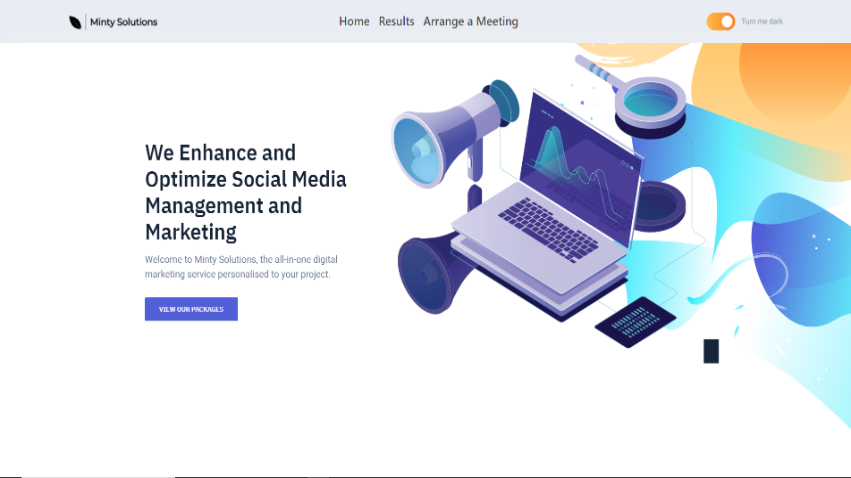 Minty Solutions
Home Results Arrange a Meeting
Turn me dark
We Enhance and
Optimize Social Media
Management and
Marketing
Welcome to Minty Solutions, the all-in-one digital
marketing service personalised to your project.
VIEW OUR PACKAGES